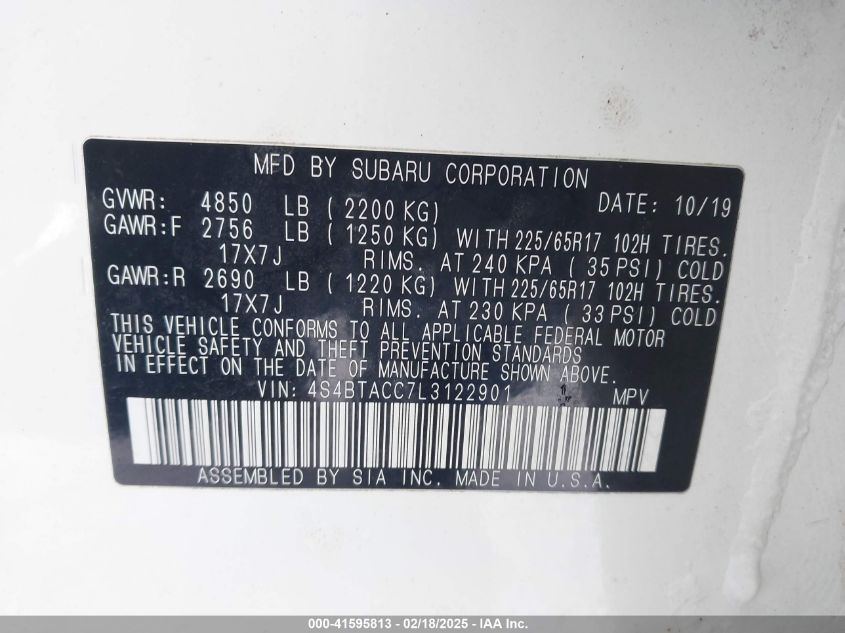 MFD BY SUBARU CORPORATION
GVWR: 4850 LB ( 2200 KG) DATE: 10/19
GAWR:F 2756 LB ( 1250 KG) WITH 225/65R17 102H TIRES.
17X7J RIMS. AT 240 KPA ( 35 PSI) COLD
GAWR:R 2690 LB ( 1220 KG) WITH 225/65R17 102H TIRES.
17X7J RIMS. AT 230 KPA ( 33 PSI) COLD
THIS VEHICLE CONFORMS TO ALL APPLICABLE FEDERAL MOTOR
VEHICLE SAFETY AND THEFT PREVENTION STANDARDS
IN EFFECT ON THE DATE OF MANUFACTURE SHOWN ABOVE.
VIN: 4S4BTACC7L3122901 MPV
ASSEMBLED BY SIA INC. MADE IN U.S.A.
000-41595813 - 02/18/2025 - IAA Inc.